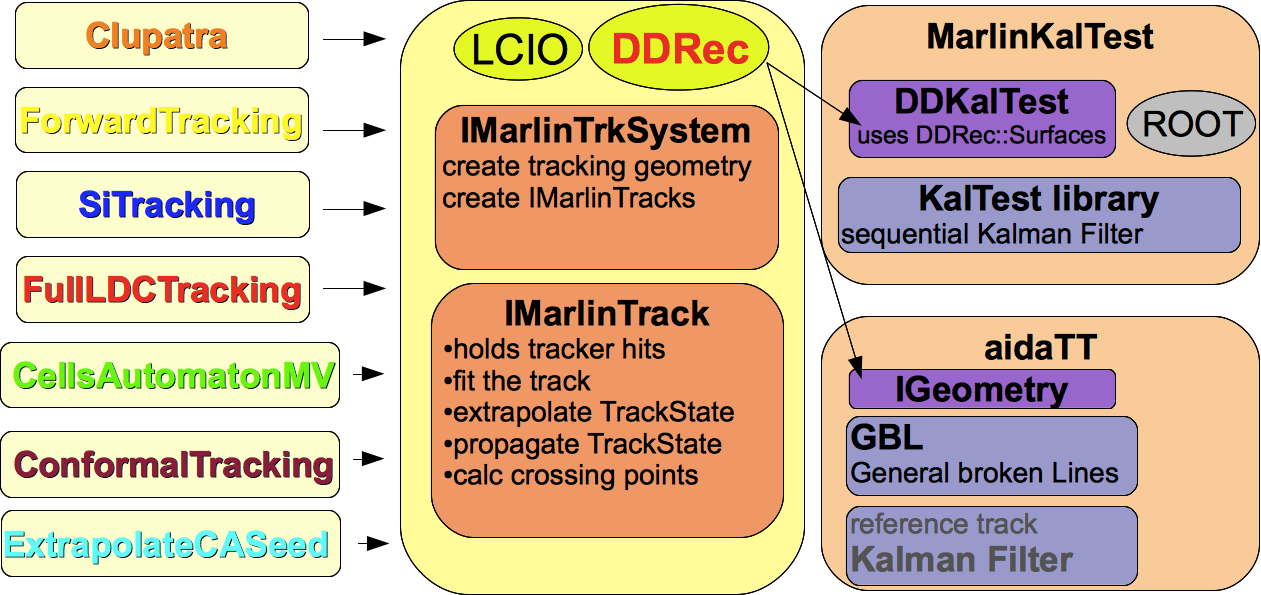 Clupatra
ForwardTracking
SiTracking
FullLDCTracking
CellsAutomatonMV
ConformalTracking
ExtrapolateCASeed
LCIO
DDRec
IMarlinTrkSystem
create tracking geometry
create IMarlinTracks
IMarlinTrack
•holds tracker hits
•fit the track
•extrapolate TrackState
•propagate TrackState
•calc crossing points
MarlinKalTest
DDKalTest
uses DDRec::Surfaces
ROOT
KalTest library
sequential Kalman Filter
aidaTT
IGeometry
GBL
General broken Lines
reference track
Kalman Filter